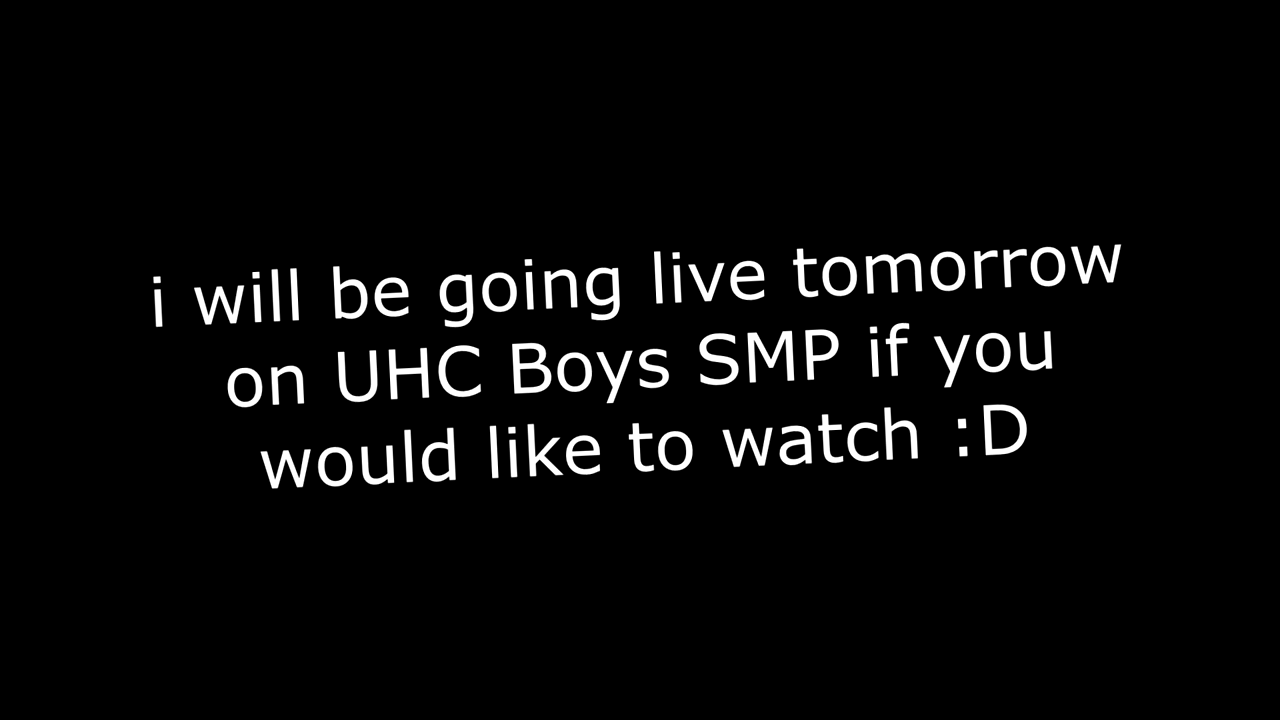 i will be going live tomorrow
on UHC Boys SMP if you
would like to watch :D